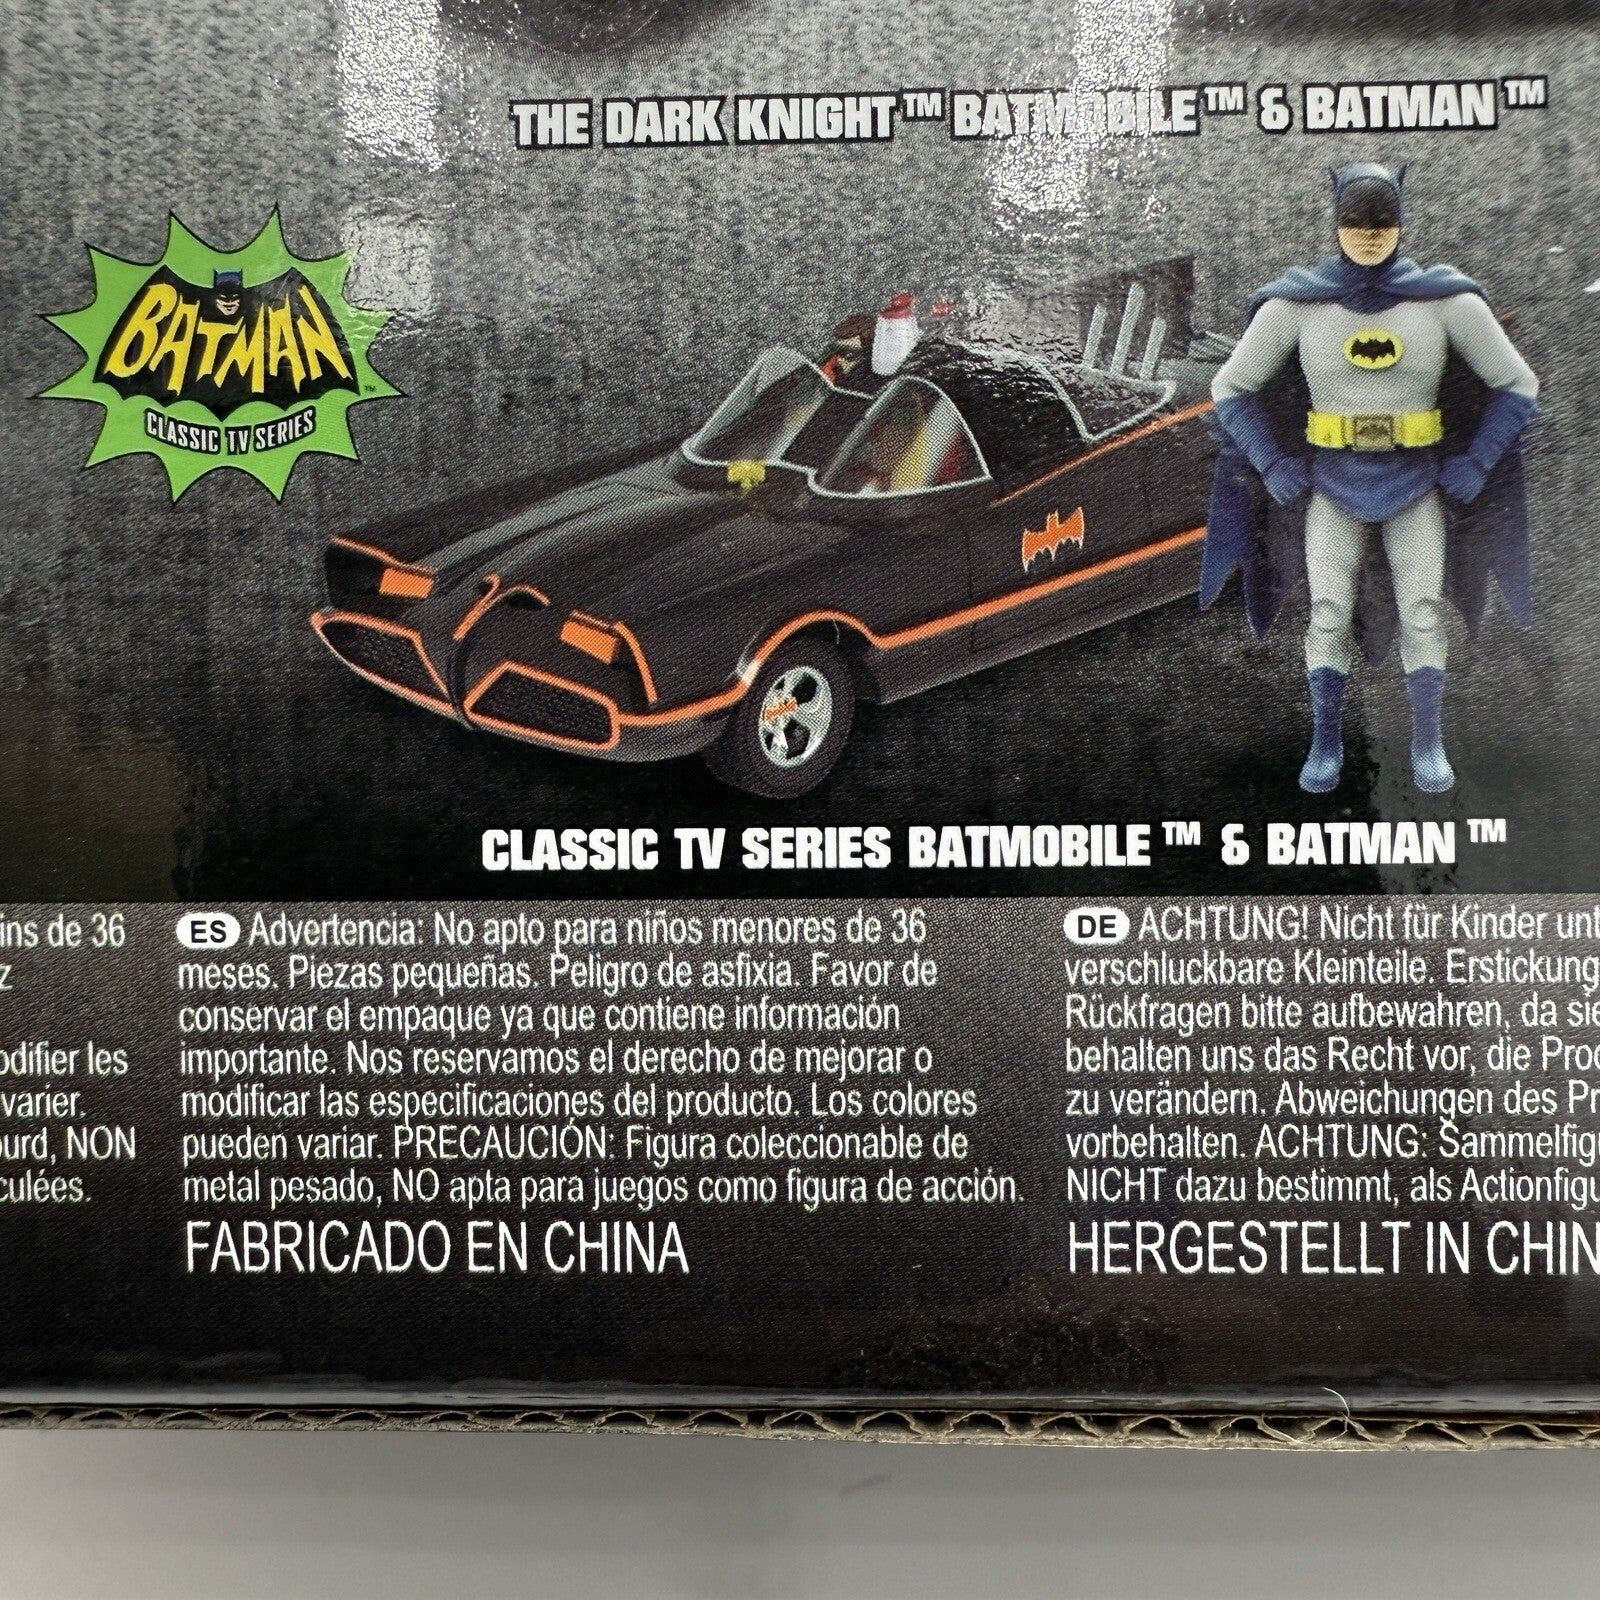 THE DARK KNIGHT™ BATMOBILE™ & BATMAN™
BATMAN™
CLASSIC TV SERIES
CLASSIC TV SERIES BATMOBILE™ & BATMAN™
ins de 36
z
odifier les
varier.
ourd, NON
culées.
ES Advertencia: No apto para niños menores de 36
meses. Piezas pequeñas. Peligro de asfixia. Favor de
conservar el empaque ya que contiene información
importante. Nos reservamos el derecho de mejorar o
modificar las especificaciones del producto. Los colores
pueden variar. PRECAUCIÓN: Figura coleccionable de
metal pesado, NO apta para juegos como figura de acción.
FABRICADO EN CHINA
DE ACHTUNG! Nicht für Kinder unt
verschluckbare Kleinteile. Erstickung
Rückfragen bitte aufbewahren, da sie
behalten uns das Recht vor, die Prod
zu verändern. Abweichungen des Pr
vorbehalten. ACHTUNG: Sammelfigu
NICHT dazu bestimmt, als Actionfigu
HERGESTELLT IN CHIN